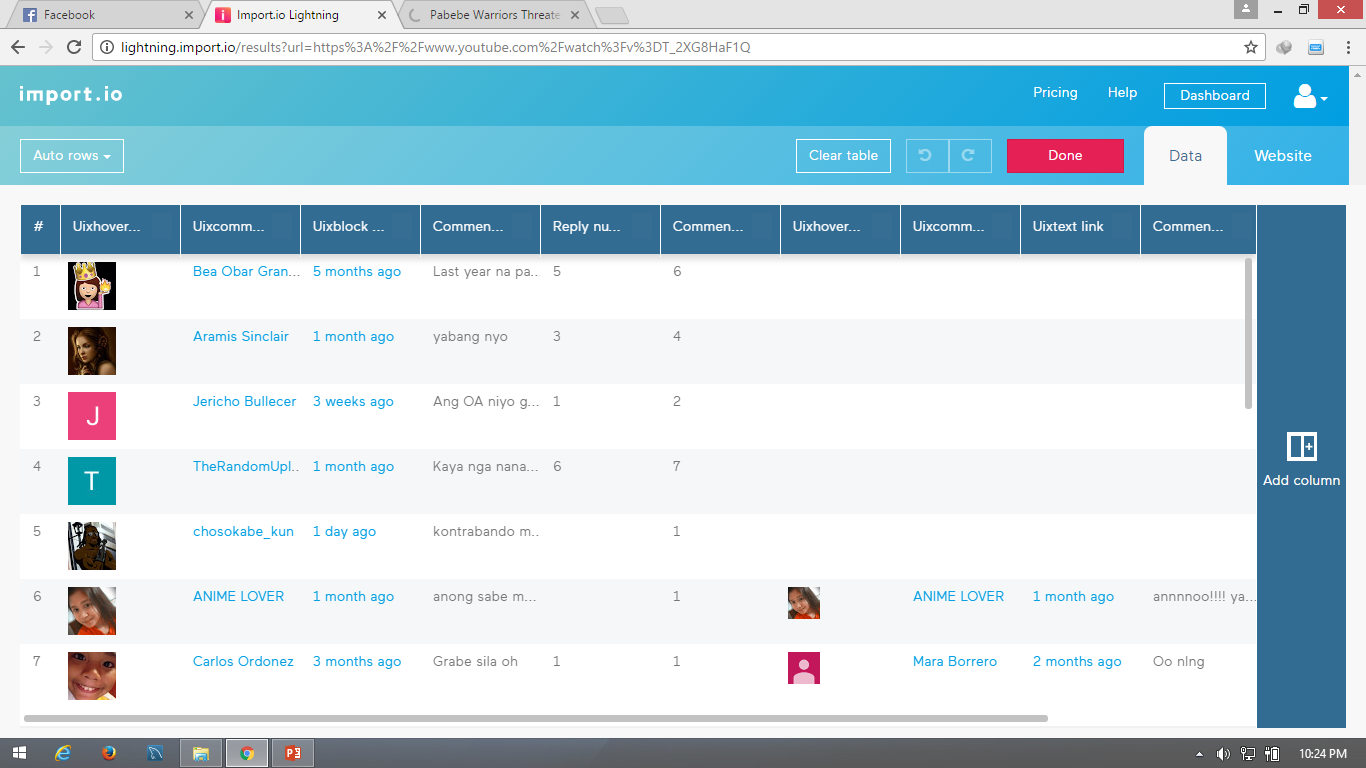 Facebook
Import.io Lightning
Pabebe Warriors Threate
lightning.import.io/results?url=https%3A%2F%2Fwww.youtube.com%2Fwatch%3Fv%3DT_2XG8HaF1Q
import.io
Pricing Help Dashboard
Auto rows Clear table Done Data Website
# Uixhover... Uixcomm... Uixblock ... Commen... Reply nu... Commen... Uixhover... Uixcomm... Uixtext link Commen...
1 Bea Obar Gran... 5 months ago Last year na pa.. 5 6
2 Aramis Sinclair 1 month ago yabang nyo 3 4
3 J Jericho Bullecer 3 weeks ago Ang OA niyo g... 1 2
4 T TheRandomUpl.. 1 month ago Kaya nga nana... 6 7
5 chosokabe_kun 1 day ago kontrabando m.. 1
6 ANIME LOVER 1 month ago anong sabe m... 1 ANIME LOVER 1 month ago annnnoo!!!! ya...
7 Carlos Ordonez 3 months ago Grabe sila oh 1 1 Mara Borrero 2 months ago Oo nlng
Add column
10:24 PM